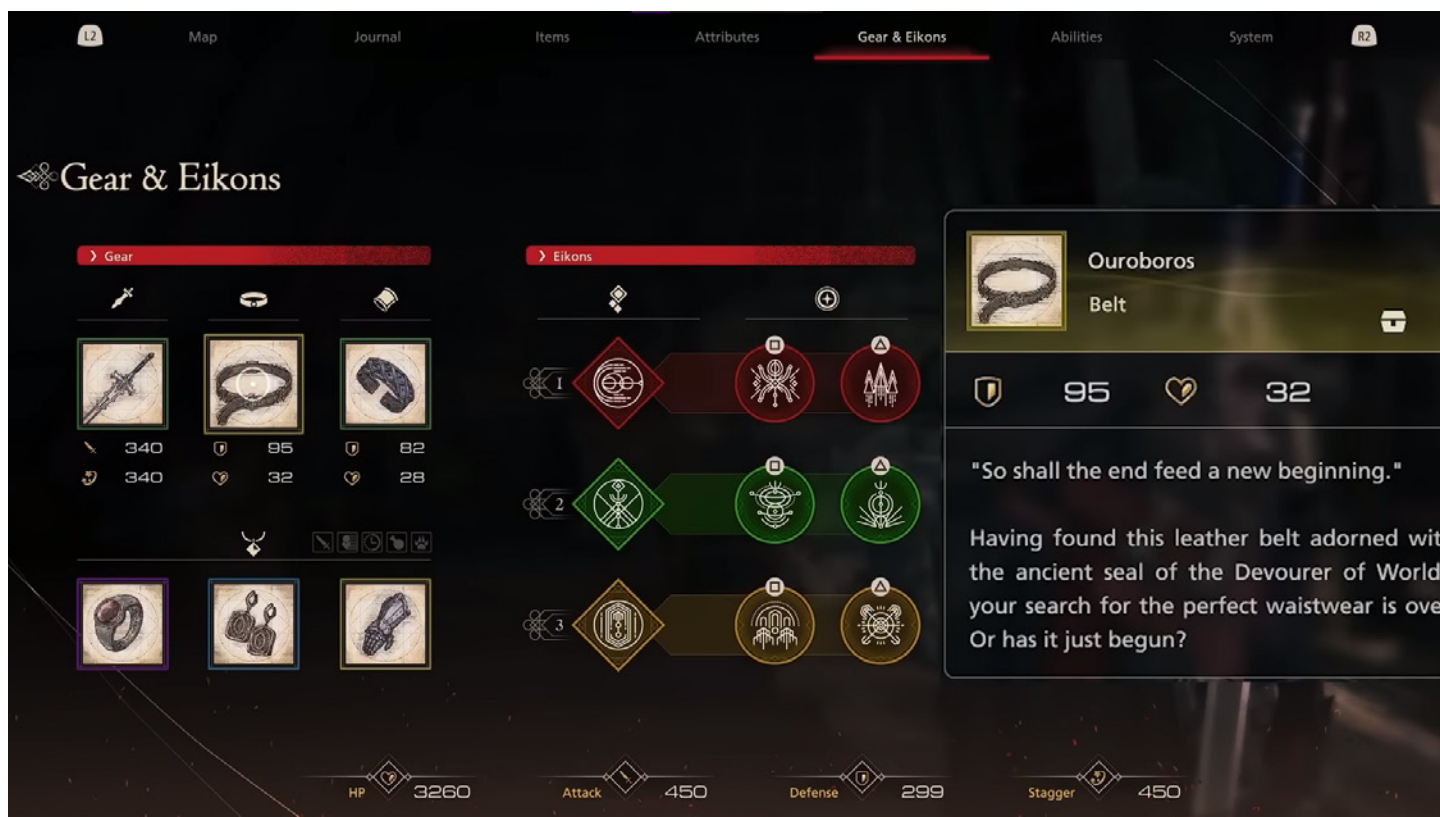 L2 Map Journal Items Attributes Gear & Eikons Abilities System R2
Gear & Eikons
Gear
340 95 82
340 32 28
Eikons
1
2
3
Ouroboros
Belt
95 32
"So shall the end feed a new beginning."
Having found this leather belt adorned wit
the ancient seal of the Devourer of World
your search for the perfect waistwear is ove
Or has it just begun?
HP 3260 Attack 450 Defense 299 Stagger 450